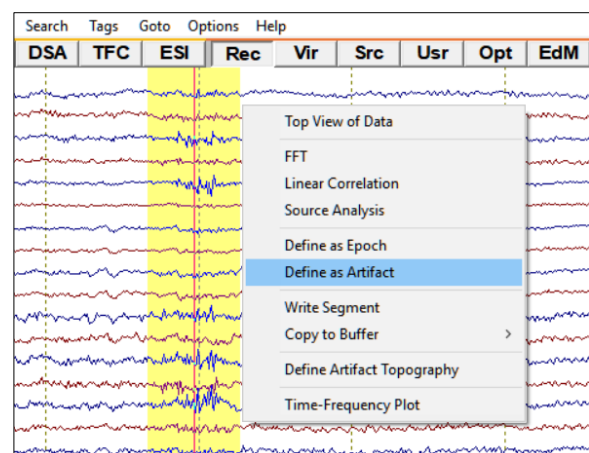 Search Tags Goto Options Help
DSA TFC ESI Rec Vir Src Usr Opt EdM
Top View of Data
FFT
Linear Correlation
Source Analysis
Define as Epoch
Define as Artifact
Write Segment
Copy to Buffer
Define Artifact Topography
Time-Frequency Plot